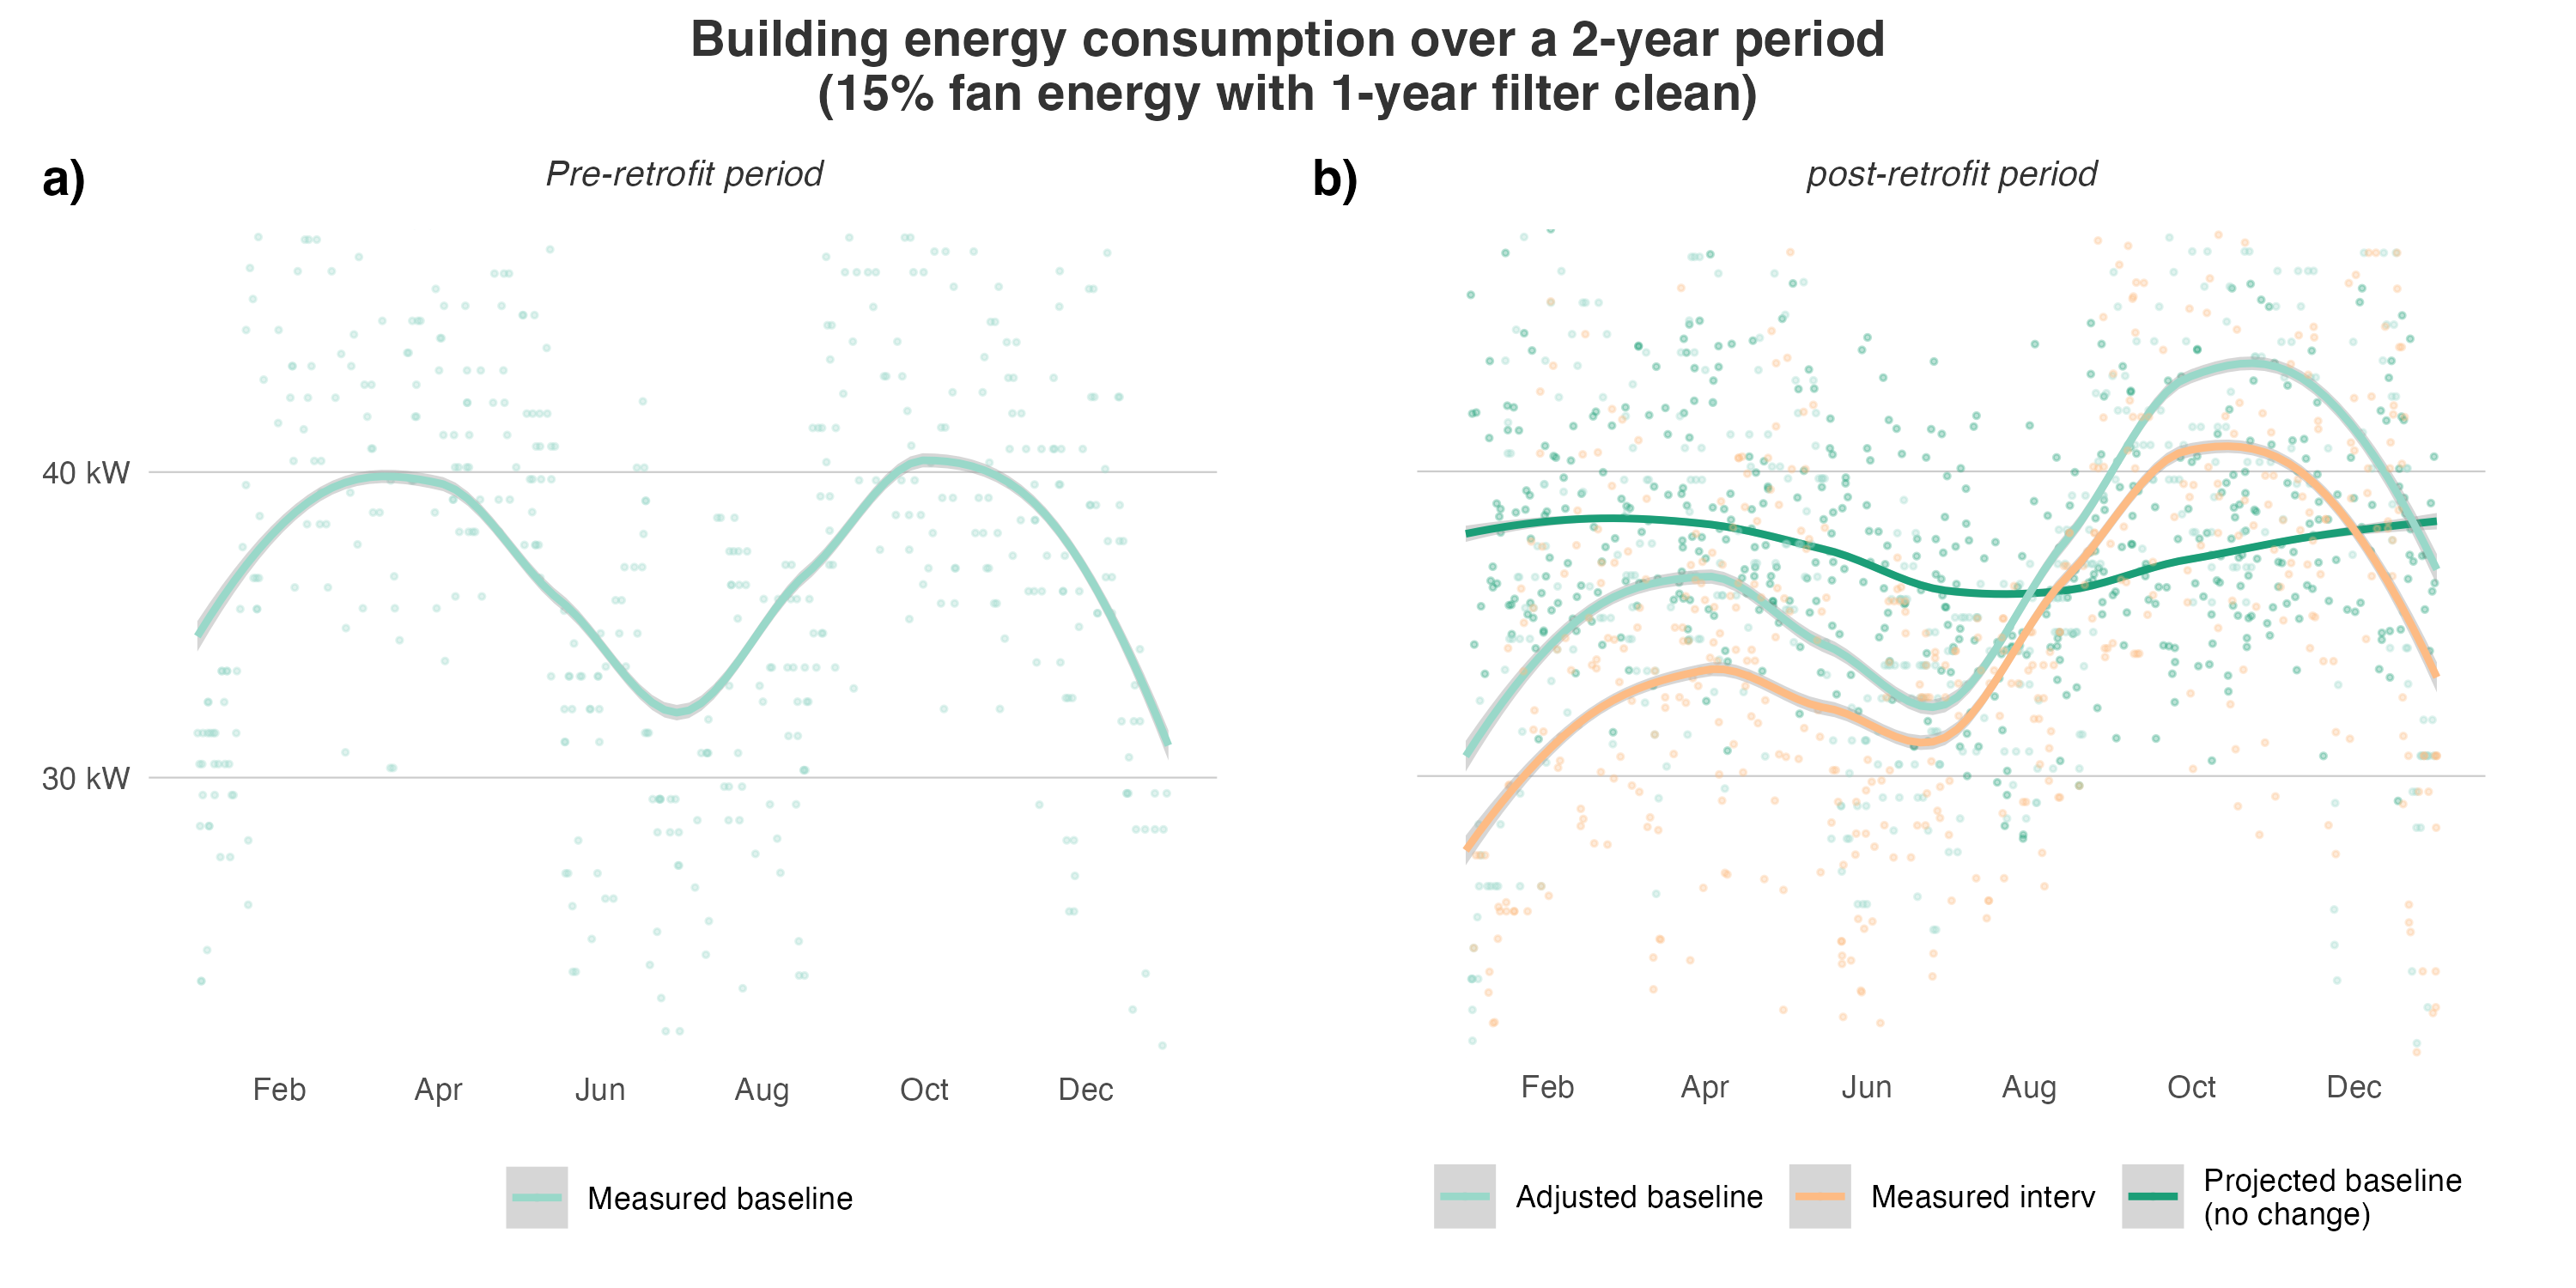 Building energy consumption over a 2-year period
(15% fan energy with 1-year filter clean)
a)
Pre-retrofit period
40 kW
30 kW
Feb Apr Jun Aug Oct Dec
Measured baseline
b)
post-retrofit period
Feb Apr Jun Aug Oct Dec
Adjusted baseline
Measured interv
Projected baseline
(no change)